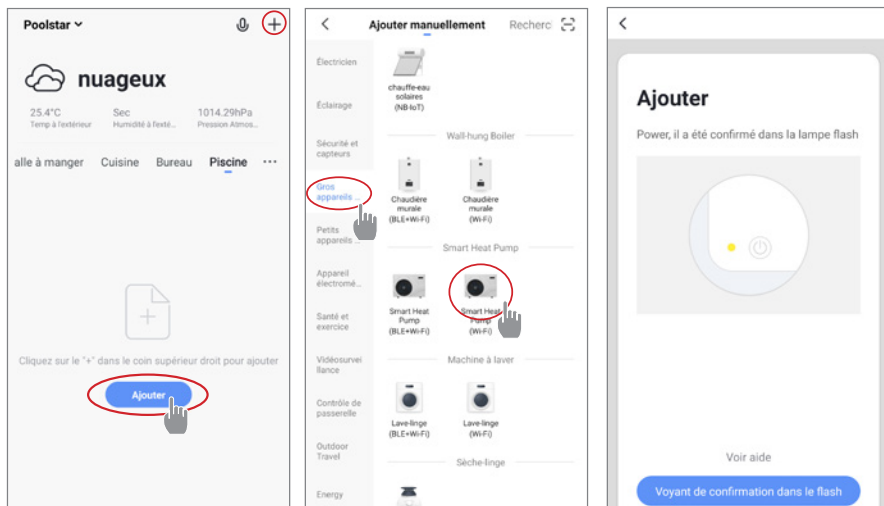 Poolstar
nuageux
25.4°C Sec 1014.29hPa
Temp à l'extérieur Humidité à l'exté... Pression Atmos...
alle à manger Cuisine Bureau Piscine ...
Cliquez sur le "+" dans le coin supérieur droit pour ajouter
Ajouter
Ajouter manuellement Recherc
Électricien
Éclairage
Sécurité et
capteurs
Gros
appareils ...
Petits
appareils ...
Appareil
électromé...
Santé et
exercice
Vidéosurvei
llance
Contrôle de
passerelle
Outdoor
Travel
Energy
chauffe-eau
solaires
(NB-IoT)
Wall-hung Boiler
Chaudière
murale
(BLE+Wi-Fi)
Chaudière
murale
(Wi-Fi)
Smart Heat Pump
Smart Heat
Pump
(BLE+Wi-Fi)
Smart Heat
Pump
(Wi-Fi)
Machine à laver
Lave-linge
(BLE+Wi-Fi)
Lave-linge
(Wi-Fi)
Sèche-linge
Ajouter
Power, il a été confirmé dans la lampe flash
Voir aide
Voyant de confirmation dans le flash